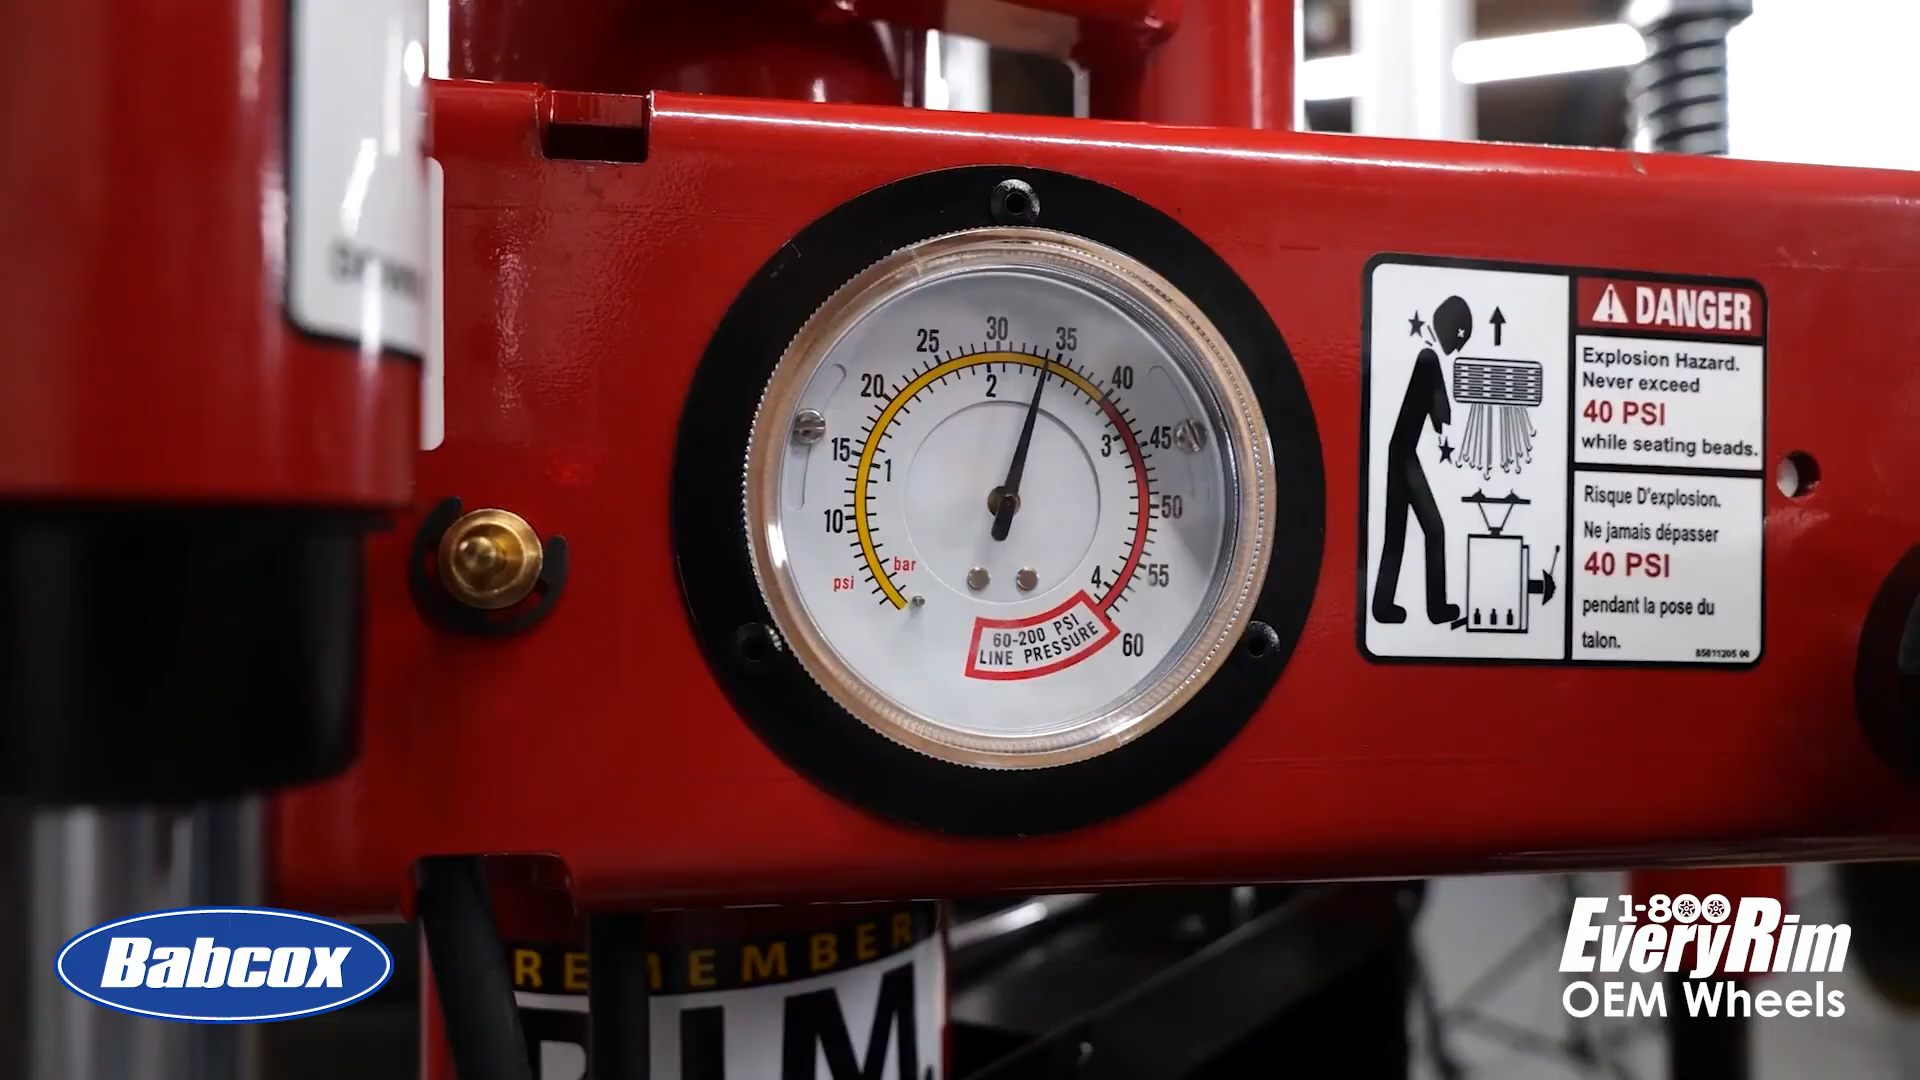 30
25
35
20
40
2
15
1
3
45
10
50
psi
bar
4
55
60-200 PSI
LINE PRESSURE
60
DANGER
Explosion Hazard.
Never exceed
40 PSI
while seating beads.
Risque D'explosion.
Ne jamais dépasser
40 PSI
pendant la pose du
talon.
85611205 00
REMEMBER
Babcox
1-800
EveryRim
OEM Wheels